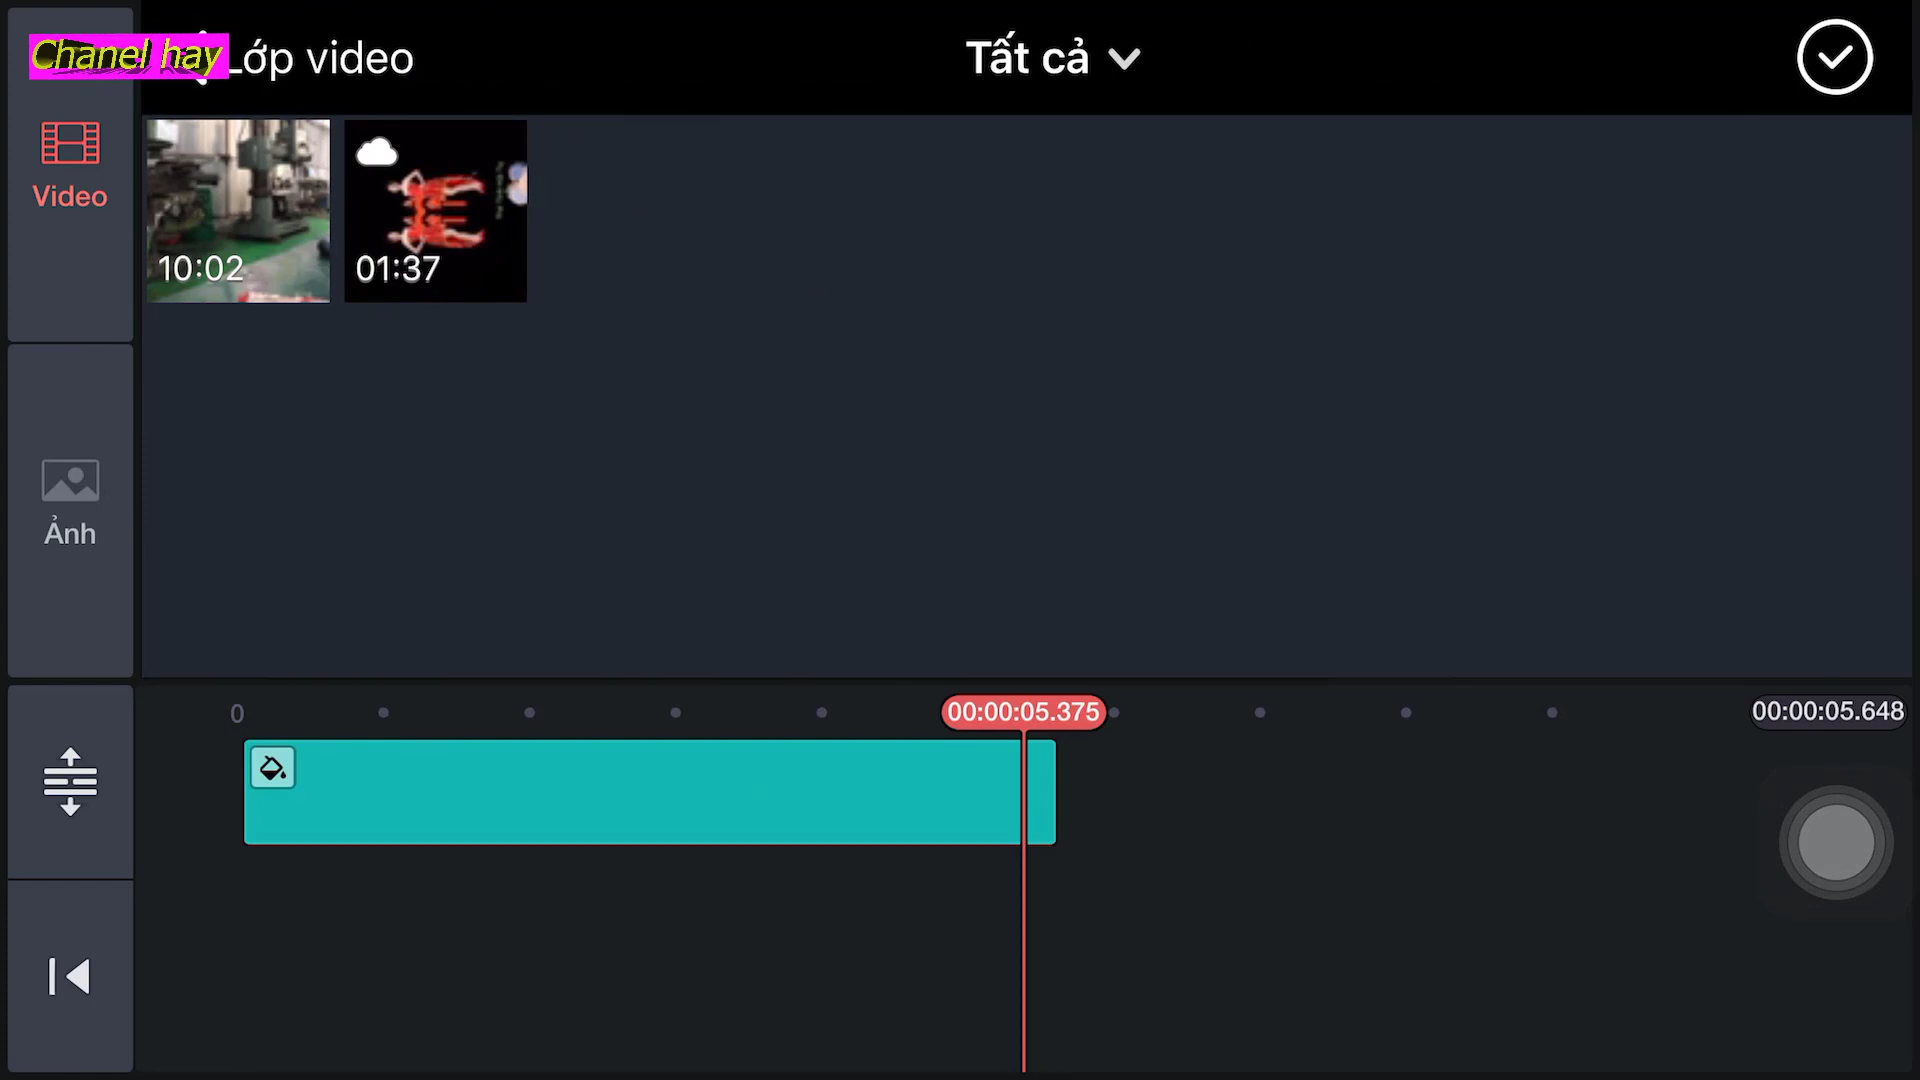 Chanel hay
Lớp video
Tất cả
Video
10:02
01:37
Ảnh
0
00:00:05.375
00:00:05.648